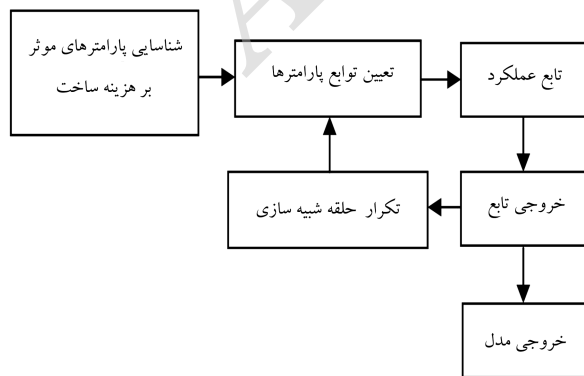 شناسایی پارامترهای موثر
بر هزینه ساخت
تعیین توابع پارامترها
تابع عملکرد
تکرار حلقه شبیه سازی
خروجی تابع
خروجی مدل